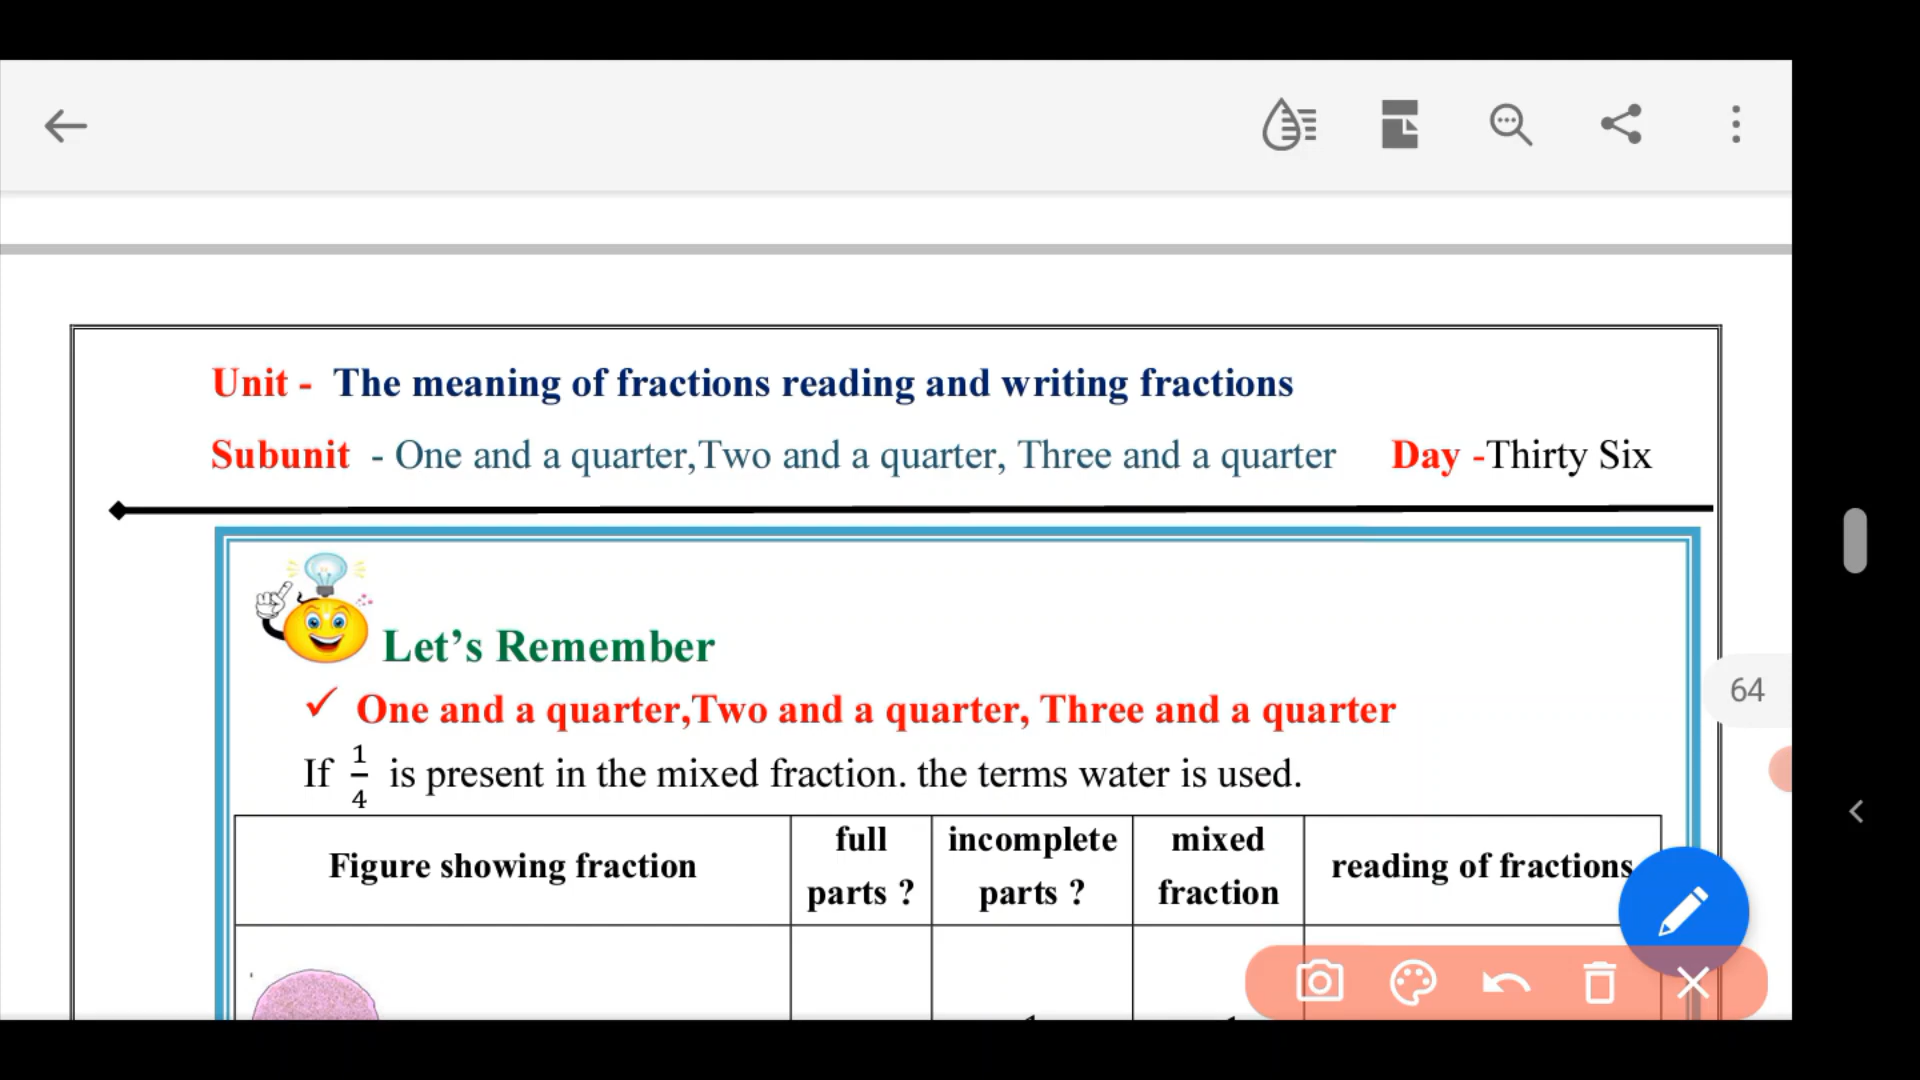 Unit - The meaning of fractions reading and writing fractions
Subunit - One and a quarter,Two and a quarter, Three and a quarter Day -Thirty Six
Let’s Remember
✓ One and a quarter,Two and a quarter, Three and a quarter
64
If 1/4 is present in the mixed fraction. the terms water is used.
Figure showing fraction
full
parts ?
incomplete
parts ?
mixed
fraction
reading of fractions